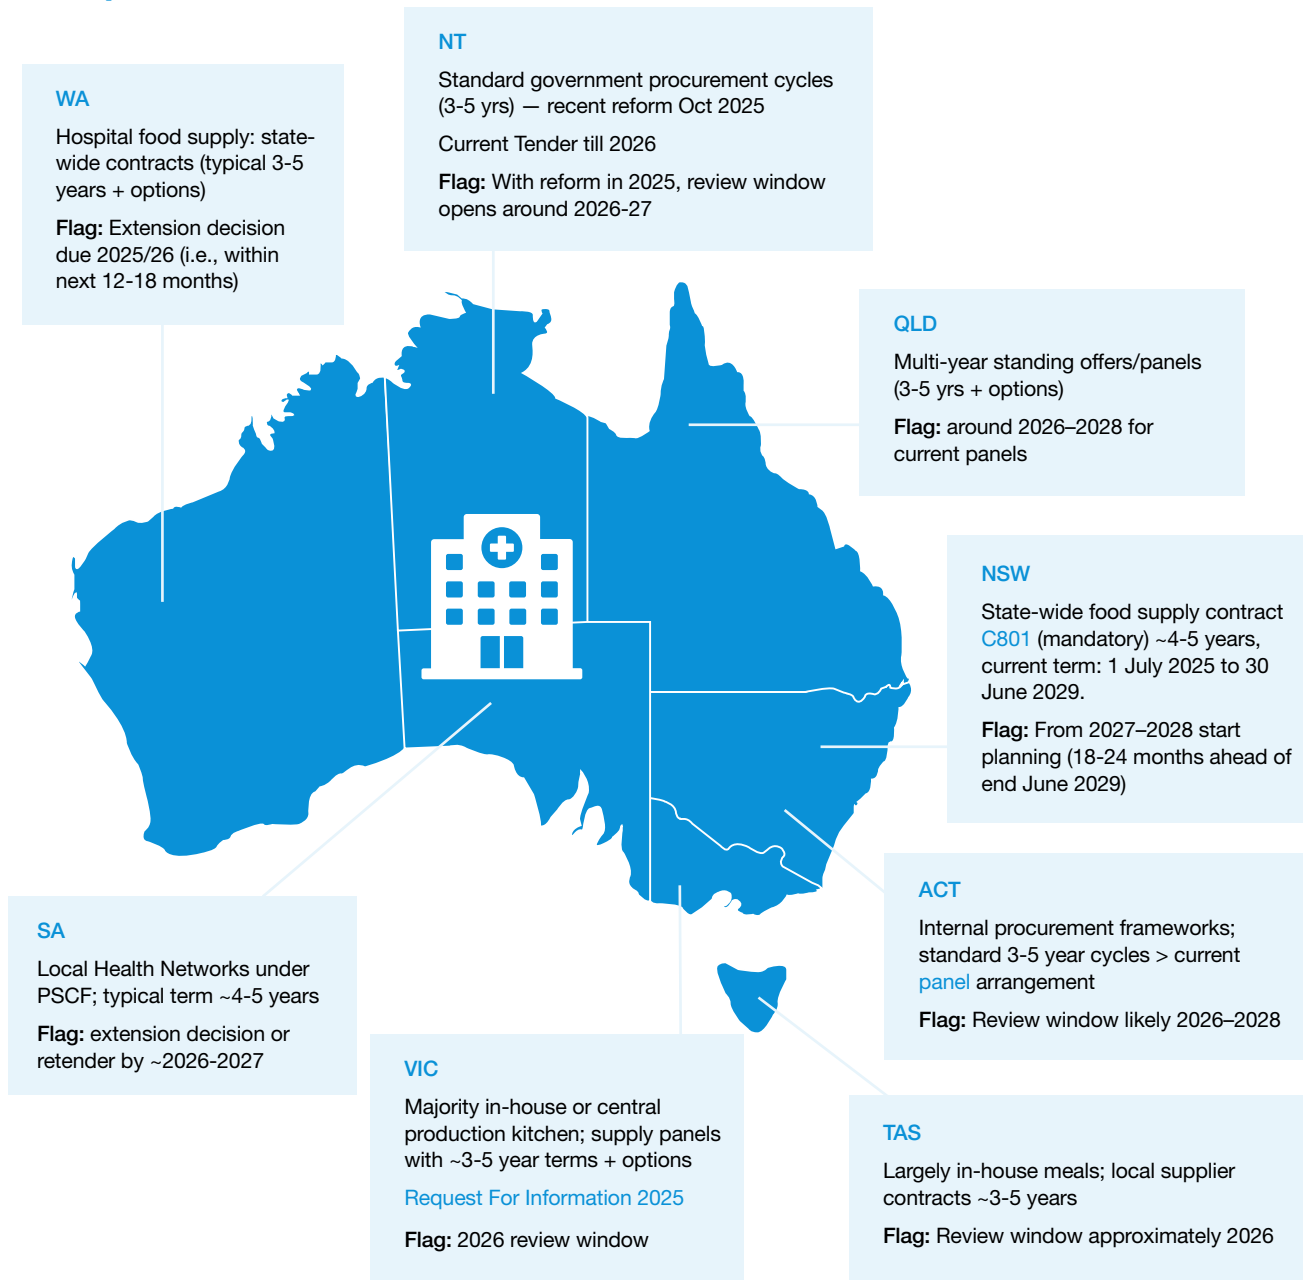 NT
Standard government procurement cycles
(3-5 yrs) — recent reform Oct 2025
Current Tender till 2026
Flag: With reform in 2025, review window
opens around 2026-27
WA
Hospital food supply: state-
wide contracts (typical 3-5
years + options)
Flag: Extension decision
due 2025/26 (i.e., within
next 12-18 months)
QLD
Multi-year standing offers/panels
(3-5 yrs + options)
Flag: around 2026–2028 for
current panels
NSW
State-wide food supply contract
C801 (mandatory) ~4-5 years,
current term: 1 July 2025 to 30
June 2029.
Flag: From 2027–2028 start
planning (18-24 months ahead of
end June 2029)
ACT
Internal procurement frameworks;
standard 3-5 year cycles > current
panel arrangement
Flag: Review window likely 2026–2028
SA
Local Health Networks under
PSCF; typical term ~4-5 years
Flag: extension decision or
retender by ~2026-2027
VIC
Majority in-house or central
production kitchen; supply panels
with ~3-5 year terms + options
Request For Information 2025
Flag: 2026 review window
TAS
Largely in-house meals; local supplier
contracts ~3-5 years
Flag: Review window approximately 2026